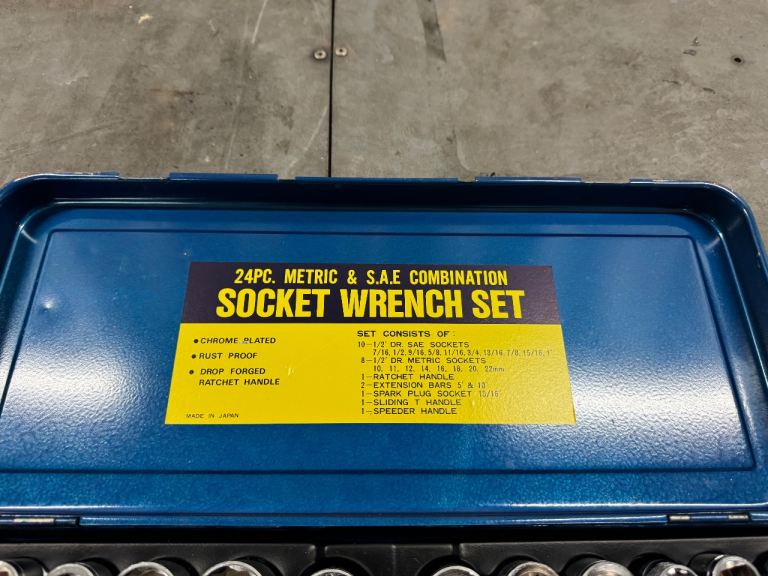 24PC. METRIC & S.A.E COMBINATION
SOCKET WRENCH SET
● CHROME PLATED
● RUST PROOF
● DROP FORGED
RATCHET HANDLE
MADE IN JAPAN
SET CONSISTS OF:
10—1/2" DR. SAE SOCKETS
7/16, 1/2, 9/16, 5/8, 11/16, 3/4, 13/16, 7/8, 15/16, 1"
8—1/2" DR. METRIC SOCKETS
10, 11, 12, 14, 16, 18, 20, 22mm
1—RATCHET HANDLE
2—EXTENSION BARS 5" & 10"
1—SPARK PLUG SOCKET 13/16"
1—SLIDING T HANDLE
1—SPEEDER HANDLE